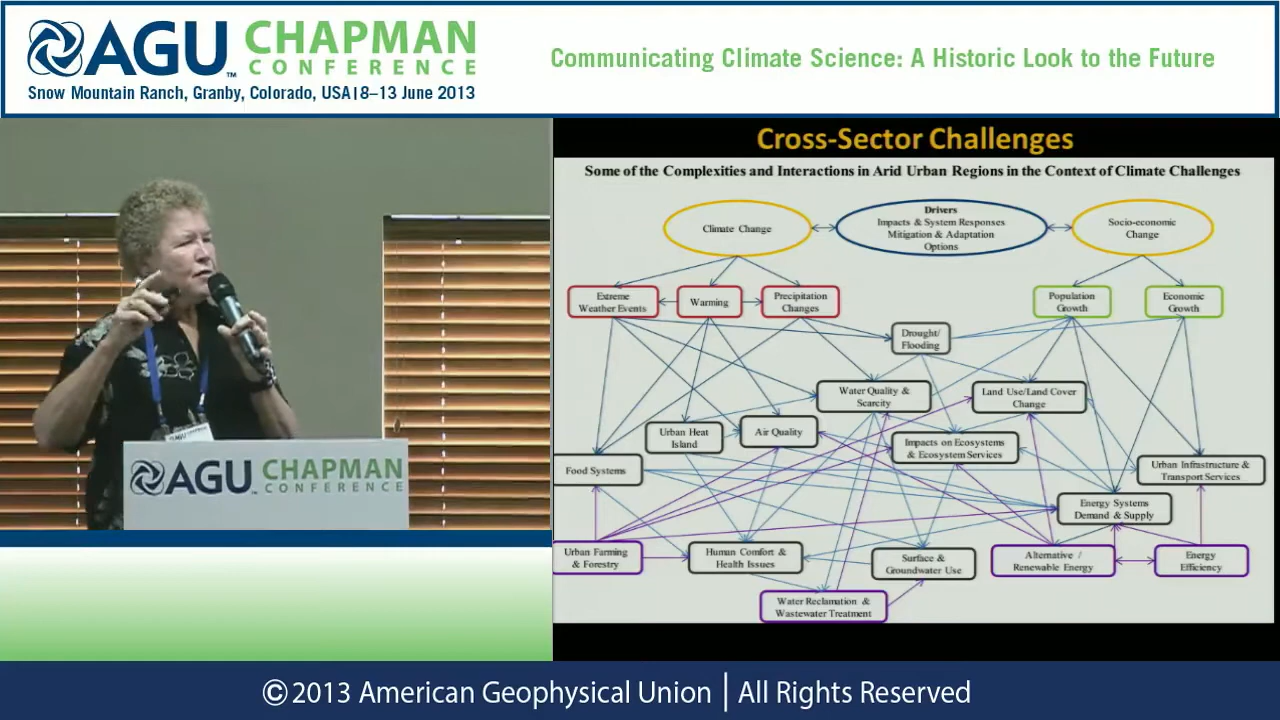 AGU CHAPMAN
CONFERENCE
Snow Mountain Ranch, Granby, Colorado, USA|8–13 June 2013
Communicating Climate Science: A Historic Look to the Future
AGU CHAPMAN
CONFERENCE
Cross-Sector Challenges
Some of the Complexities and Interactions in Arid Urban Regions in the Context of Climate Challenges
Climate Change
Drivers
Impacts & System Responses
Mitigation & Adaptation
Options
Socio-economic
Change
Extreme
Weather Events
Warming
Precipitation
Changes
Population
Growth
Economic
Growth
Drought/
Flooding
Water Quality &
Scarcity
Land Use/Land Cover
Change
Urban Heat
Island
Air Quality
Impacts on Ecosystems
& Ecosystem Services
Food Systems
Urban Infrastructure &
Transport Services
Energy Systems
Demand & Supply
Urban Farming
& Forestry
Human Comfort &
Health Issues
Surface &
Groundwater Use
Alternative /
Renewable Energy
Energy
Efficiency
Water Reclamation &
Wastewater Treatment
©2013 American Geophysical Union | All Rights Reserved